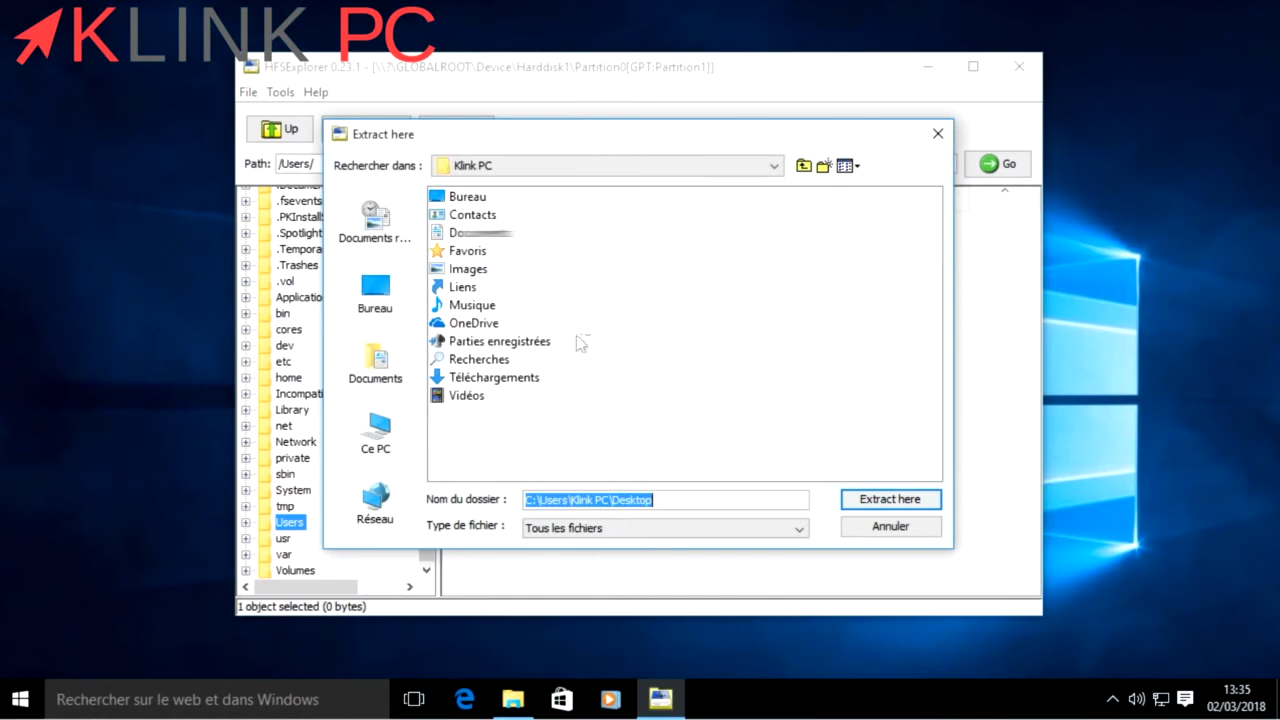 KLINK PC
HFSExplorer 0.23.1 - [\\?\GLOBALROOT\Device\Harddisk1\Partition0[GPT:Partition1]]
File Tools Help
Up
Extract here
Path: /Users/
Go
Rechercher dans : Klink PC
Documents r...
Bureau
Documents
Ce PC
Réseau
Bureau
Contacts
Favoris
Images
Liens
Musique
OneDrive
Parties enregistrées
Recherches
Téléchargements
Vidéos
Nom du dossier : C:\Users\Klink PC\Desktop
Extract here
Type de fichier : Tous les fichiers
Annuler
.fsevents
.PKInstallS
.Spotlight
.Tempora
.Trashes
.vol
Applicatio
bin
cores
dev
etc
home
Incompati
Library
net
Network
private
sbin
System
tmp
Users
usr
var
Volumes
1 object selected (0 bytes)
Rechercher sur le web et dans Windows
13:35
02/03/2018